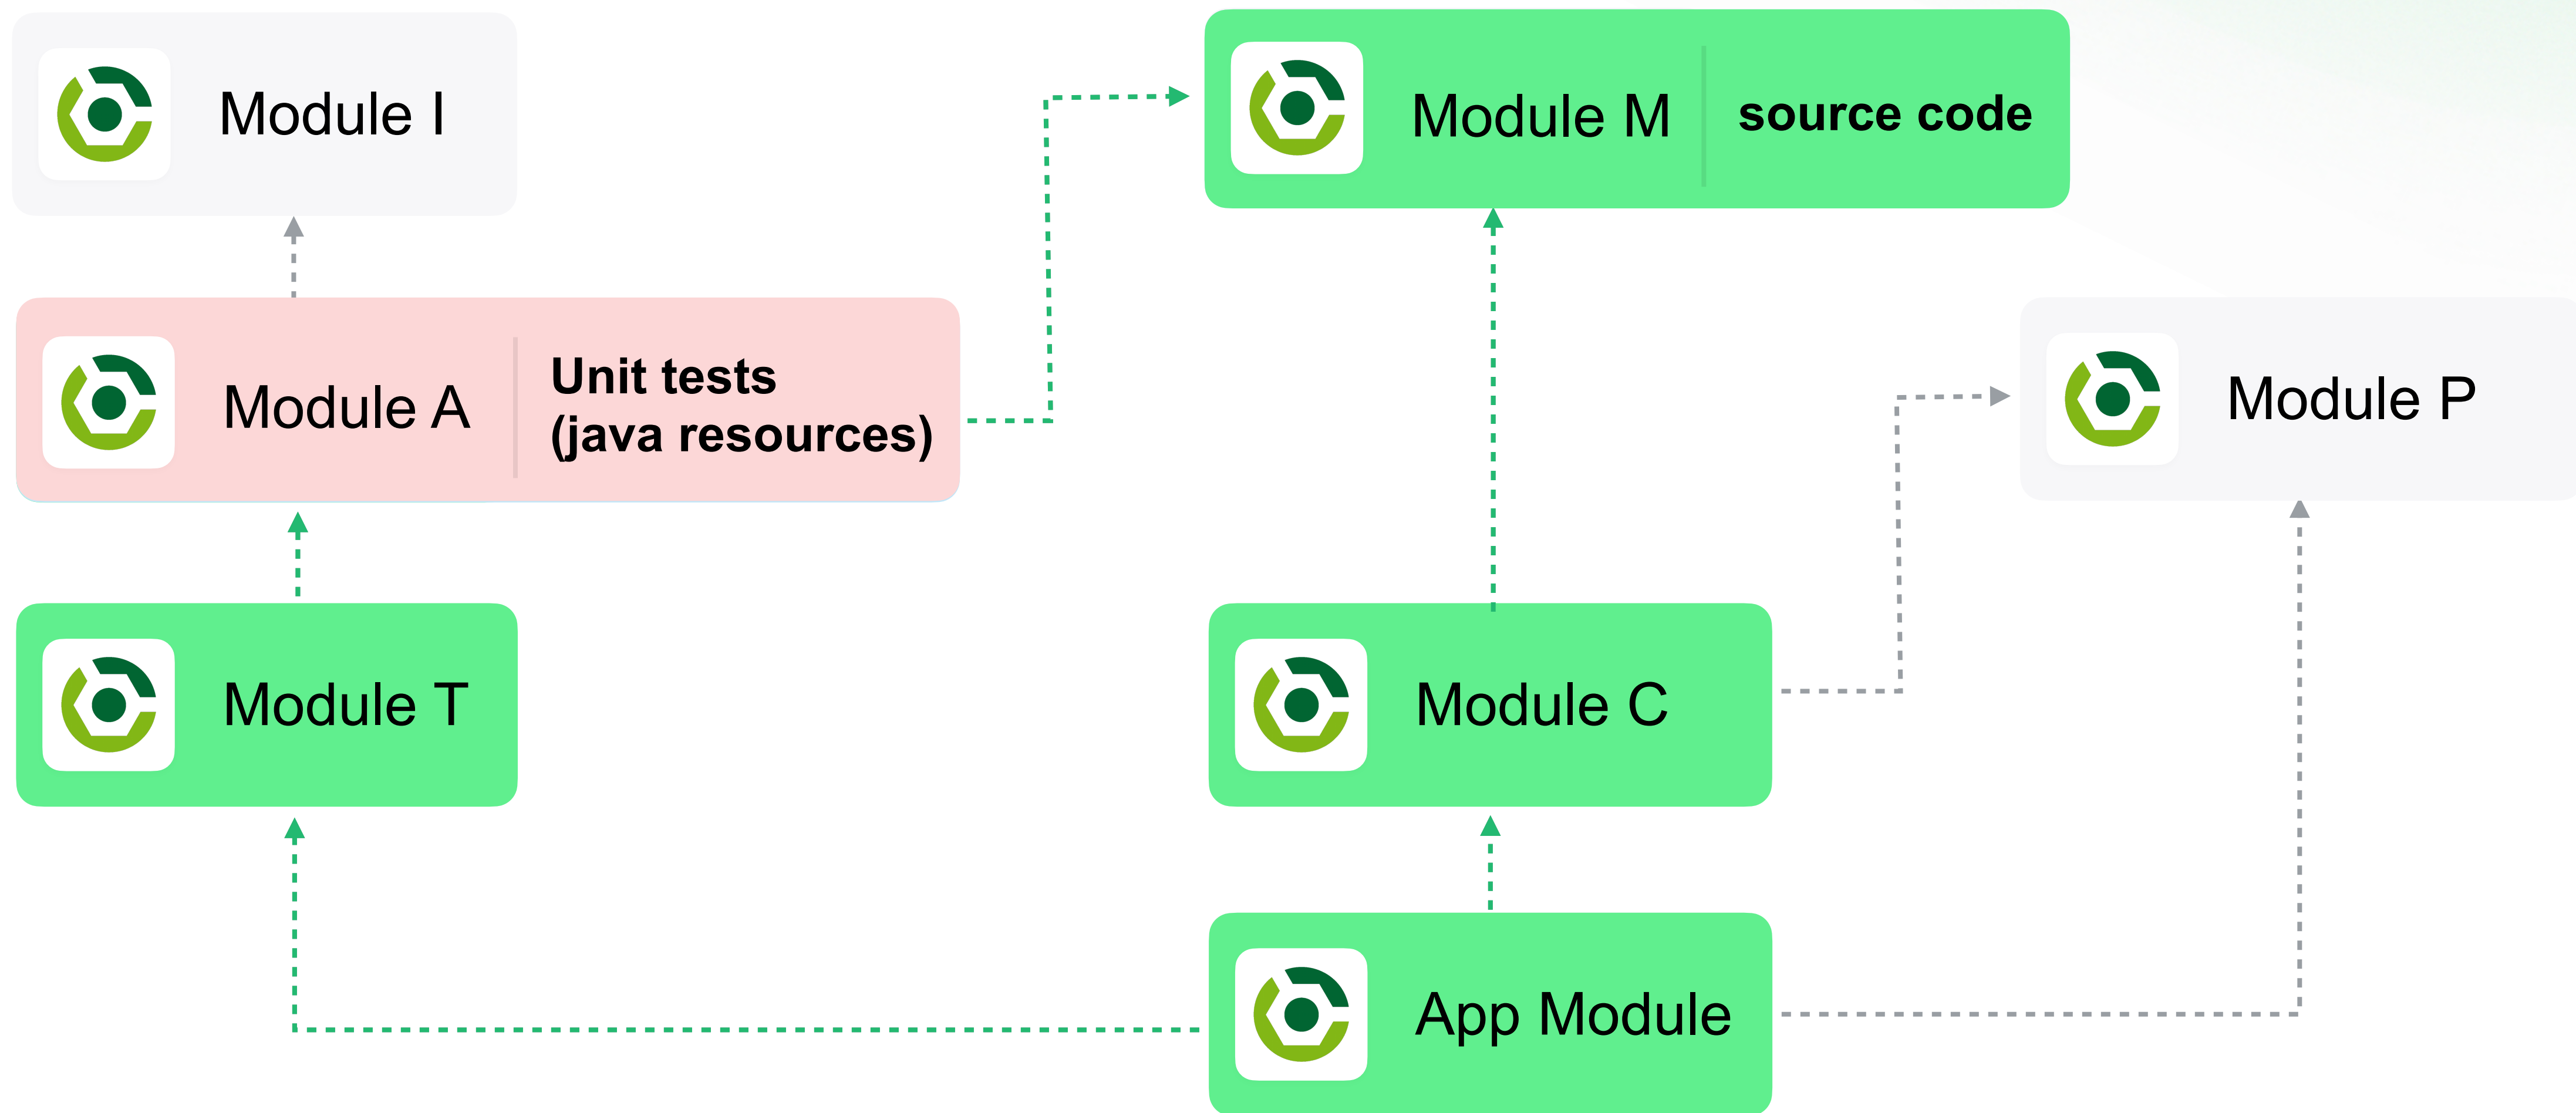 Module I
Module M
source code
Module A
Unit tests
(java resources)
Module P
Module T
Module C
App Module